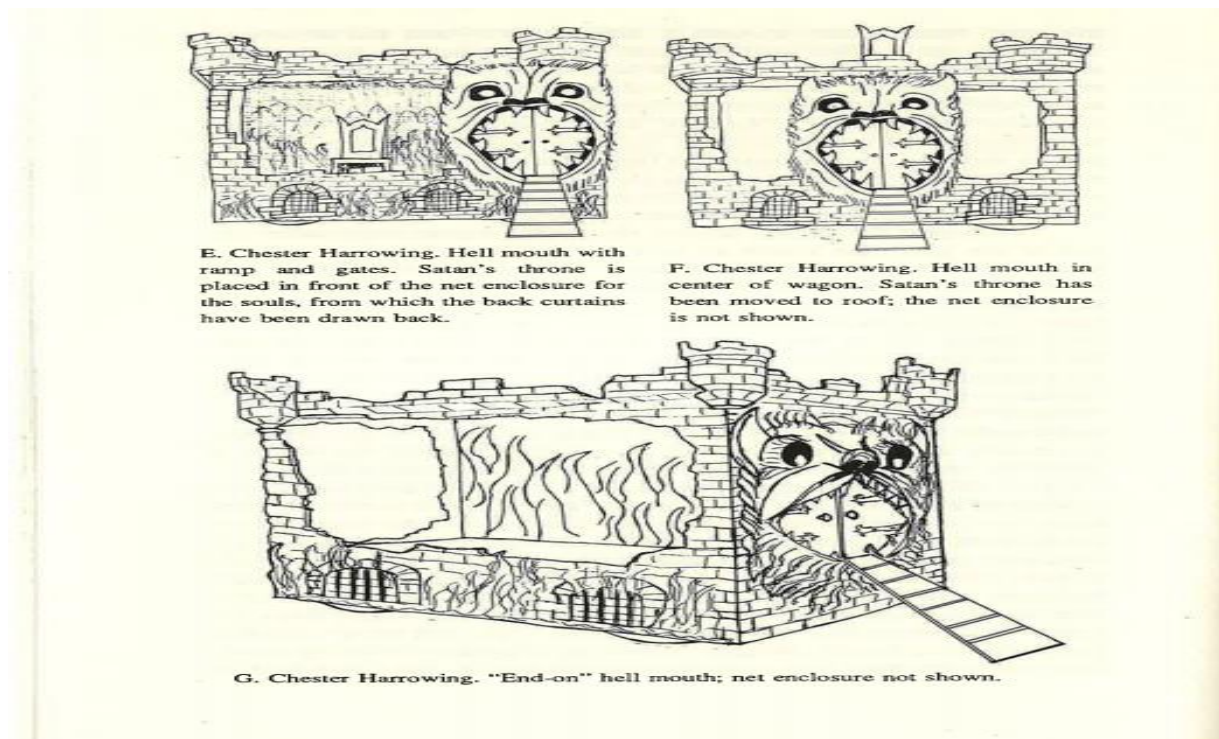 E. Chester Harrowing. Hell mouth with
ramp and gates. Satan's throne is
placed in front of the net enclosure for
the souls, from which the back curtains
have been drawn back.
F. Chester Harrowing. Hell mouth in
center of wagon. Satan's throne has
been moved to roof; the net enclosure
is not shown.
G. Chester Harrowing. “End-on” hell mouth; net enclosure not shown.